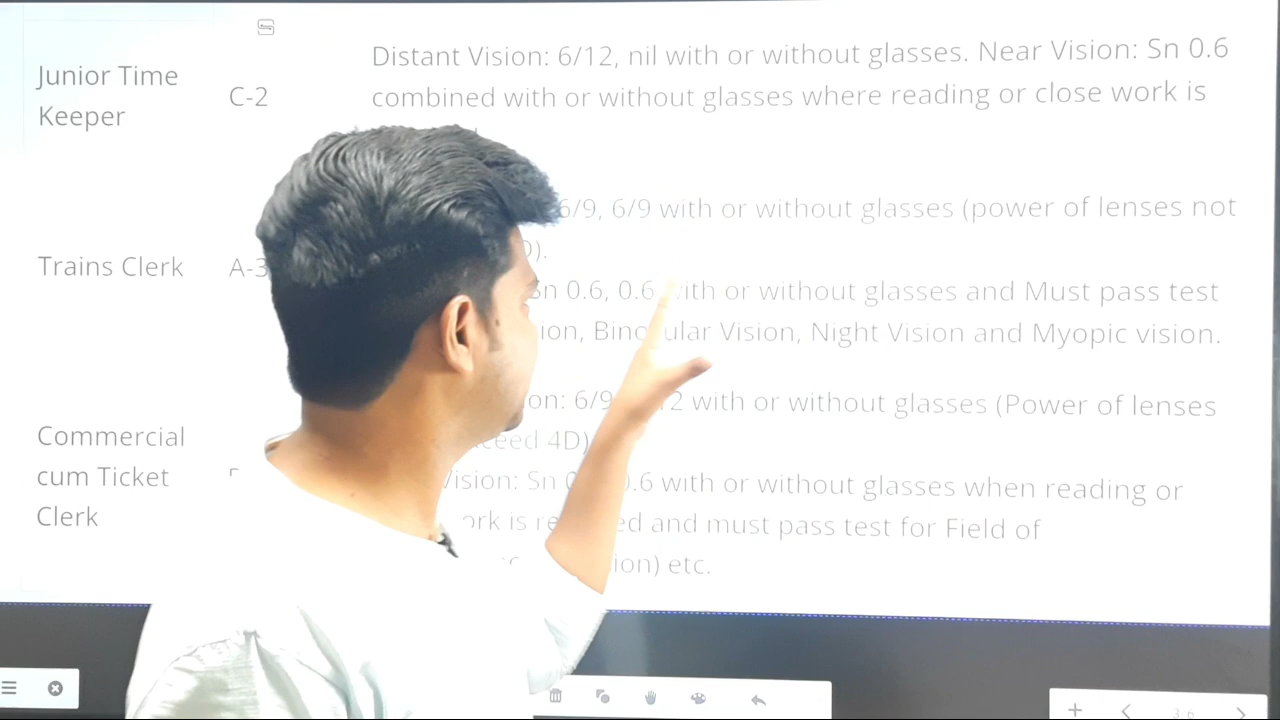 Junior Time
Keeper
C-2
Distant Vision: 6/12, nil with or without glasses. Near Vision: Sn 0.6
combined with or without glasses where reading or close work is
Trains Clerk
A-3
6/9, 6/9 with or without glasses (power of lenses not
D).
Sn 0.6, 0.6 with or without glasses and Must pass test
ion, Binocular Vision, Night Vision and Myopic vision.
Commercial
cum Ticket
Clerk
on: 6/9 2 with or without glasses (Power of lenses
ceed 4D)
Vision: Sn 0.6 with or without glasses when reading or
ork is re ed and must pass test for Field of
ion) etc.
36